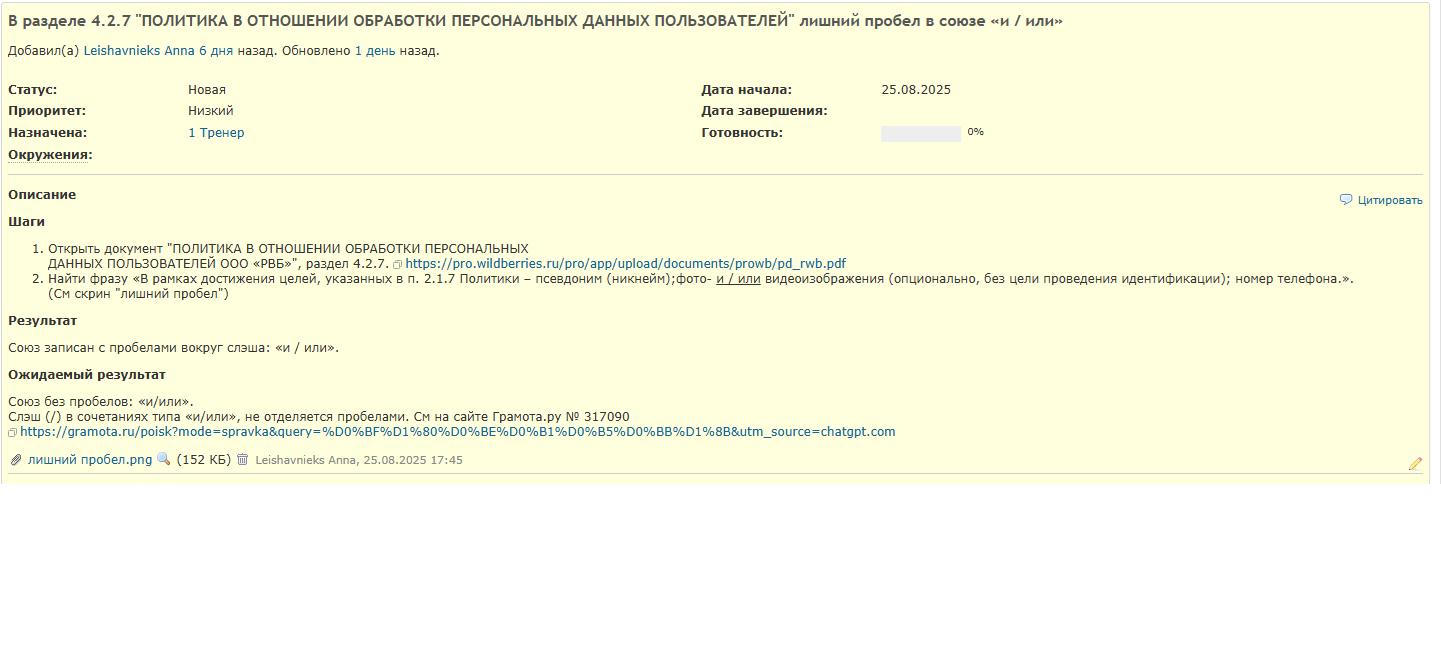 В разделе 4.2.7 "ПОЛИТИКА В ОТНОШЕНИИ ОБРАБОТКИ ПЕРСОНАЛЬНЫХ ДАННЫХ ПОЛЬЗОВАТЕЛЕЙ" лишний пробел в союзе «и / или»
Добавил(а) Leishavnieks Anna 6 дня назад. Обновлено 1 день назад.
Статус: Новая Дата начала: 25.08.2025
Приоритет: Низкий Дата завершения:
Назначена: 1 Тренер Готовность: 0%
Окружения:
Описание
Цитировать
Шаги
1. Открыть документ "ПОЛИТИКА В ОТНОШЕНИИ ОБРАБОТКИ ПЕРСОНАЛЬНЫХ
ДАННЫХ ПОЛЬЗОВАТЕЛЕЙ ООО «РВБ»", раздел 4.2.7. https://pro.wildberries.ru/pro/app/upload/documents/prowb/pd_rwb.pdf
2. Найти фразу «В рамках достижения целей, указанных в п. 2.1.7 Политики – псевдоним (никнейм);фото- и / или видеоизображения (опционально, без цели проведения идентификации); номер телефона.».
(См скрин "лишний пробел")
Результат
Союз записан с пробелами вокруг слэша: «и / или».
Ожидаемый результат
Союз без пробелов: «и/или».
Слэш (/) в сочетаниях типа «и/или», не отделяется пробелами. См на сайте Грамота.ру № 317090
https://gramota.ru/poisk?mode=spravka&query=%D0%BF%D1%80%D0%BE%D0%B1%D0%B5%D0%BB%D1%8B&utm_source=chatgpt.com
лишний пробел.png (152 КБ) Leishavnieks Anna, 25.08.2025 17:45